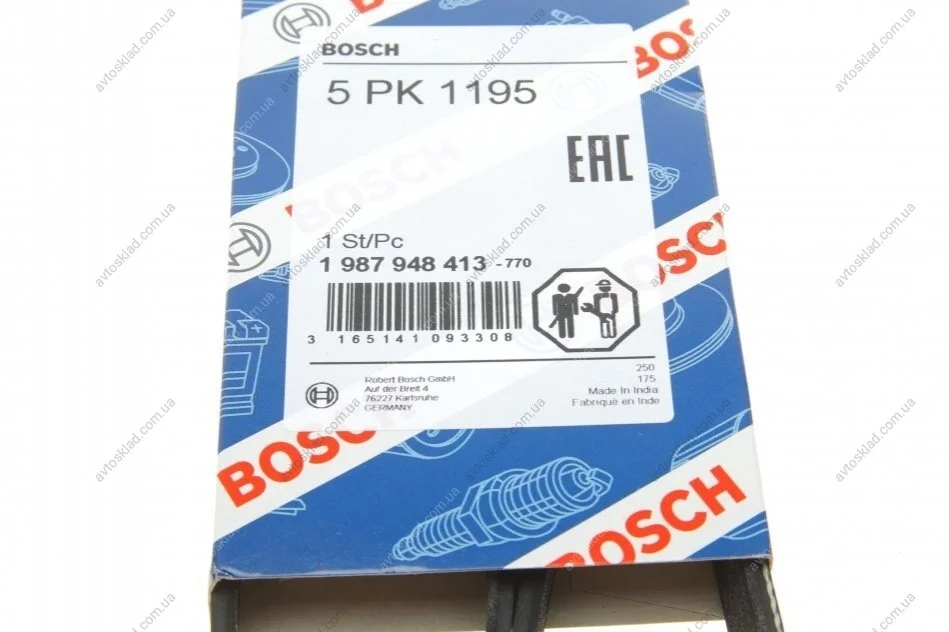 BOSCH
5 PK 1195
EAC
BOSCH
1 St/Pc
1 987 948 413 -770
3 165141 093308
250
175
Robert Bosch GmbH
Auf der Breit 4
76227 Karlsruhe
GERMANY
Made In India
Fabriqué en Inde
BOSCH
BOSCH
avtosklad.com.ua